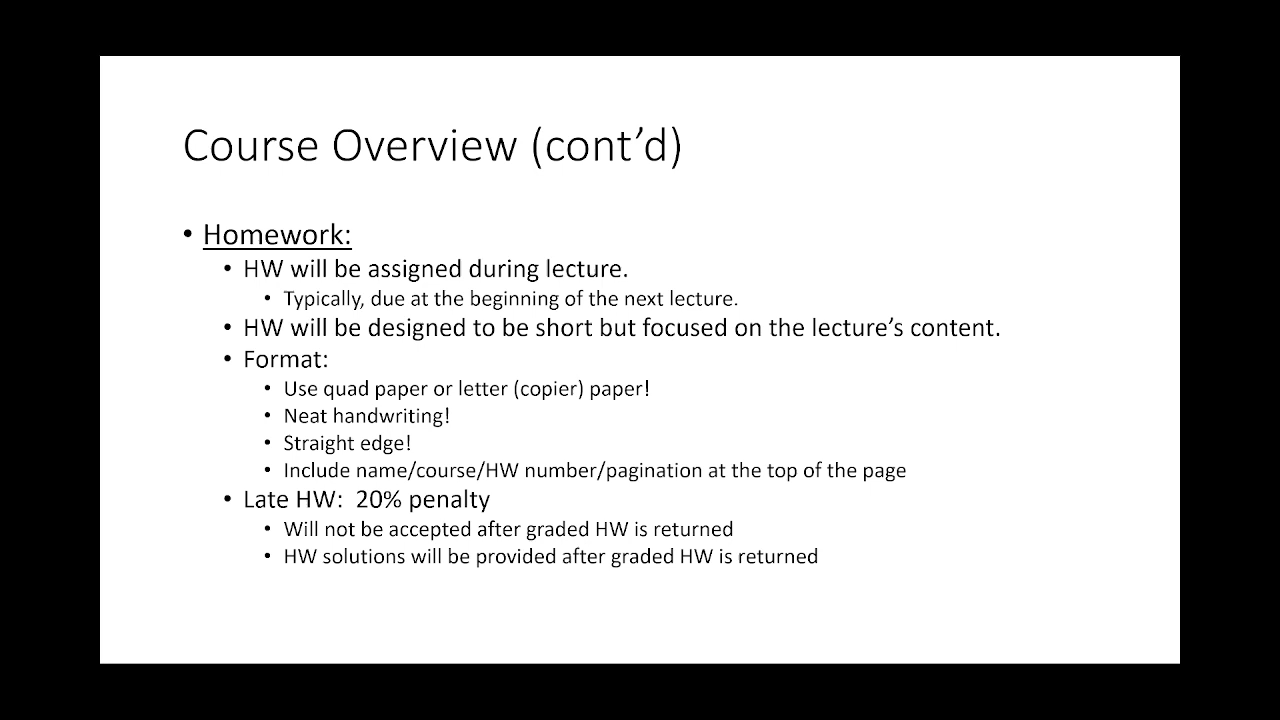 Course Overview (cont’d)
• Homework:
• HW will be assigned during lecture.
• Typically, due at the beginning of the next lecture.
• HW will be designed to be short but focused on the lecture’s content.
• Format:
• Use quad paper or letter (copier) paper!
• Neat handwriting!
• Straight edge!
• Include name/course/HW number/pagination at the top of the page
• Late HW:  20% penalty
• Will not be accepted after graded HW is returned
• HW solutions will be provided after graded HW is returned